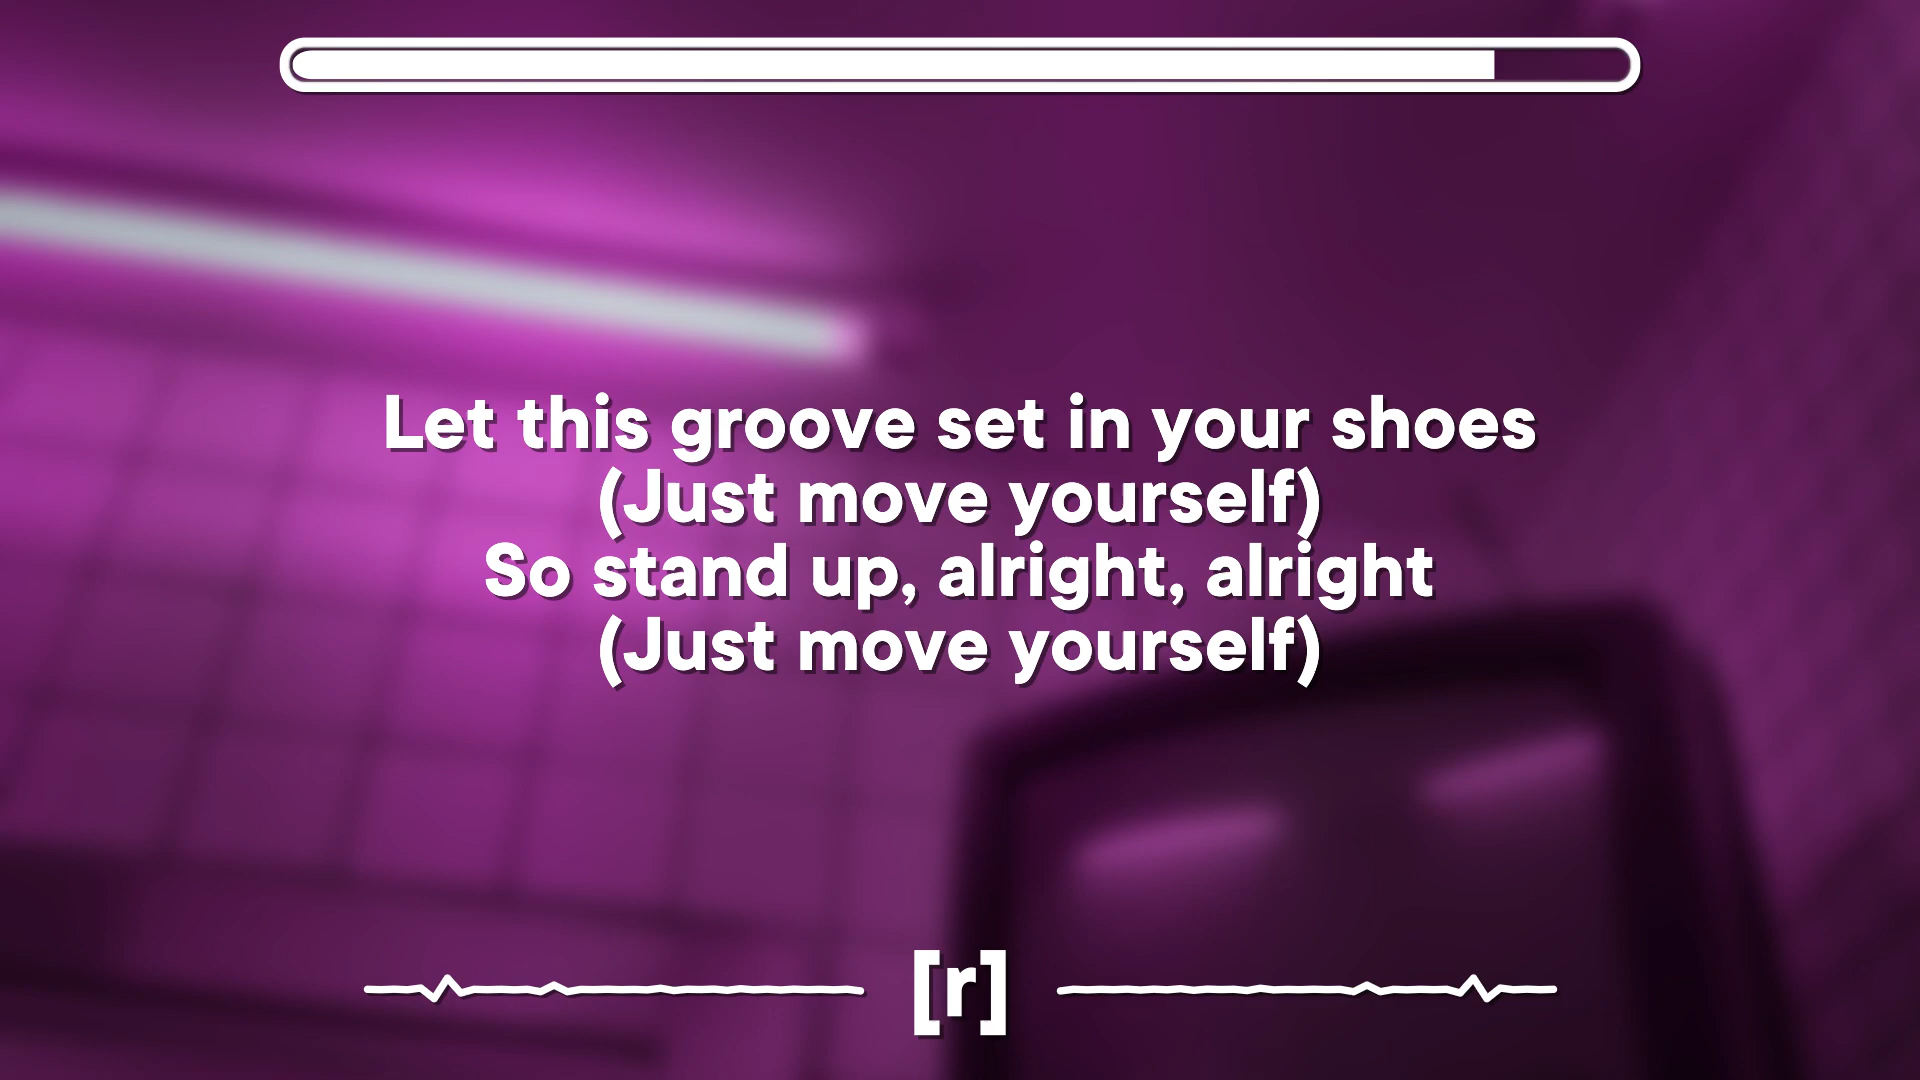 Let this groove set in your shoes
(Just move yourself)
So stand up, alright, alright
(Just move yourself)
[r]